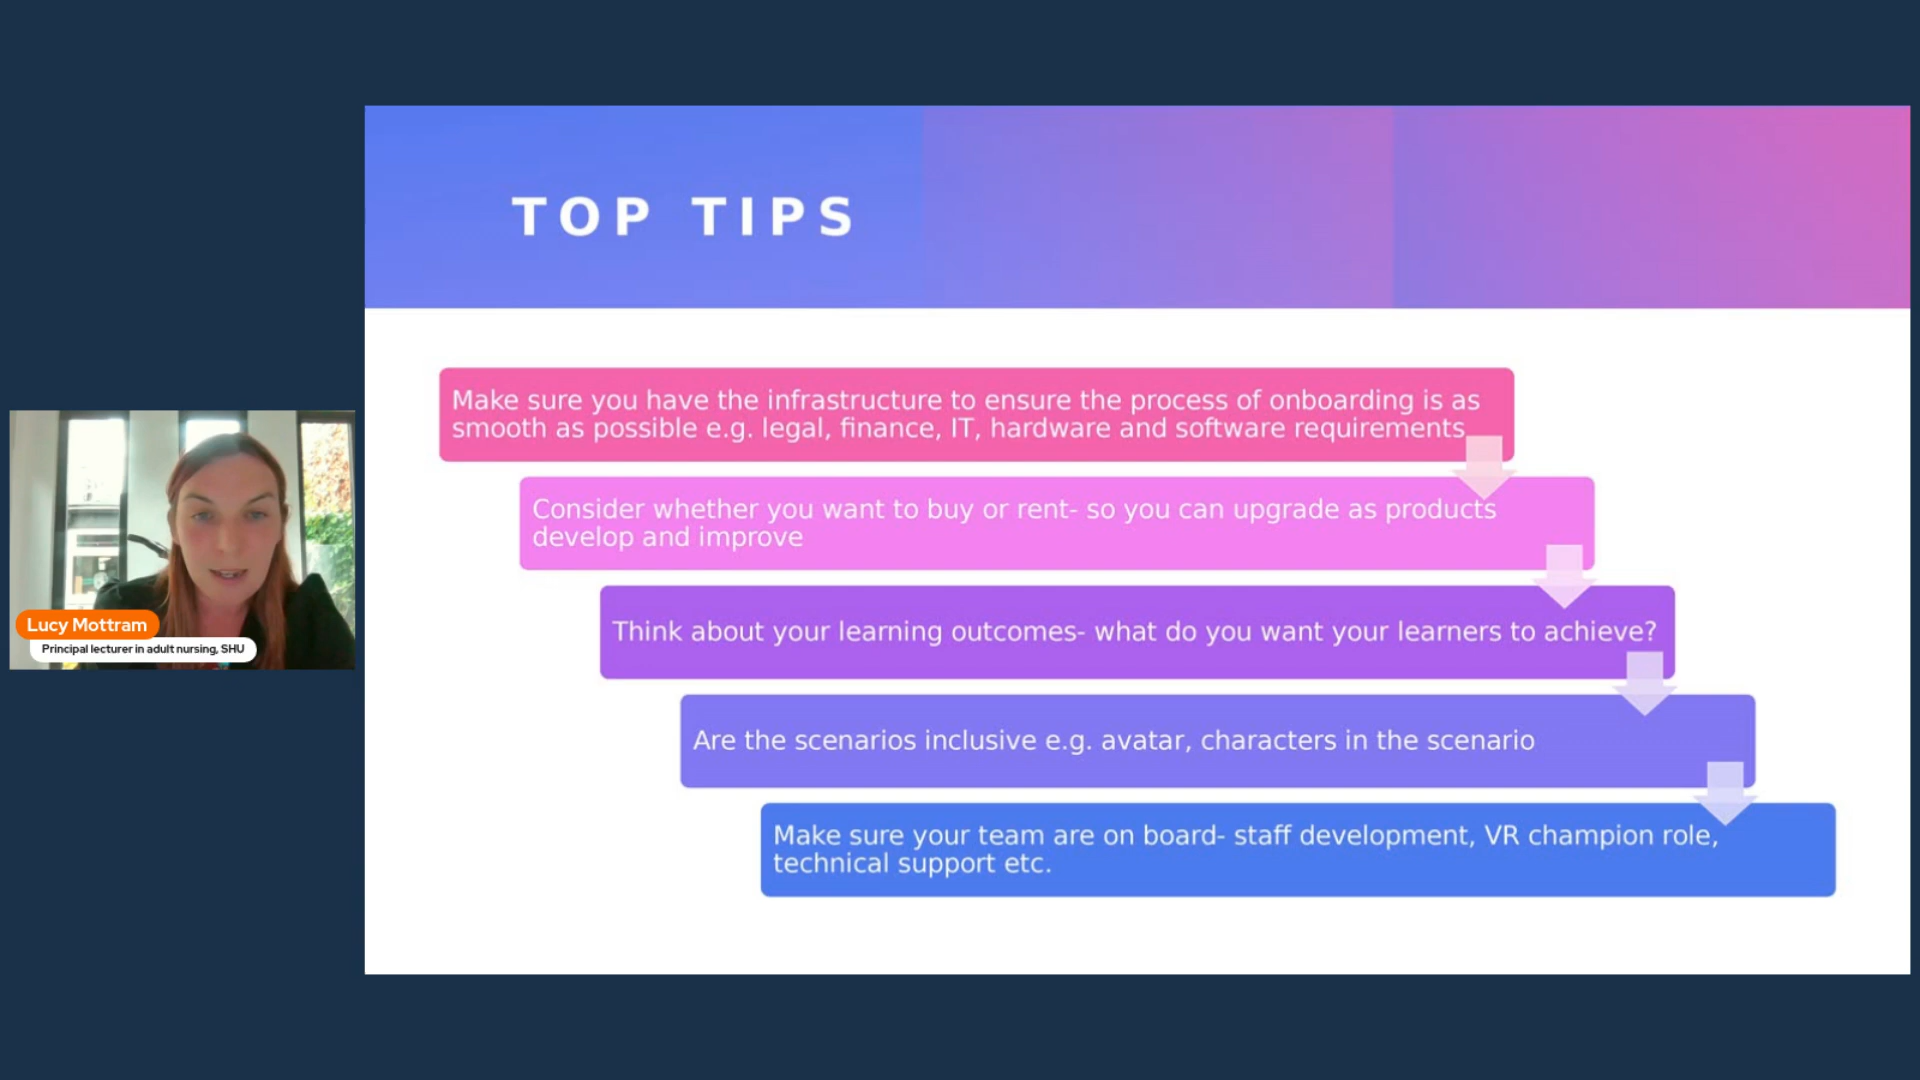 TOP TIPS
Make sure you have the infrastructure to ensure the process of onboarding is as
smooth as possible e.g. legal, finance, IT, hardware and software requirements
Consider whether you want to buy or rent- so you can upgrade as products
develop and improve
Think about your learning outcomes- what do you want your learners to achieve?
Are the scenarios inclusive e.g. avatar, characters in the scenario
Make sure your team are on board- staff development, VR champion role,
technical support etc.
Lucy Mottram
Principal lecturer in adult nursing, SHU